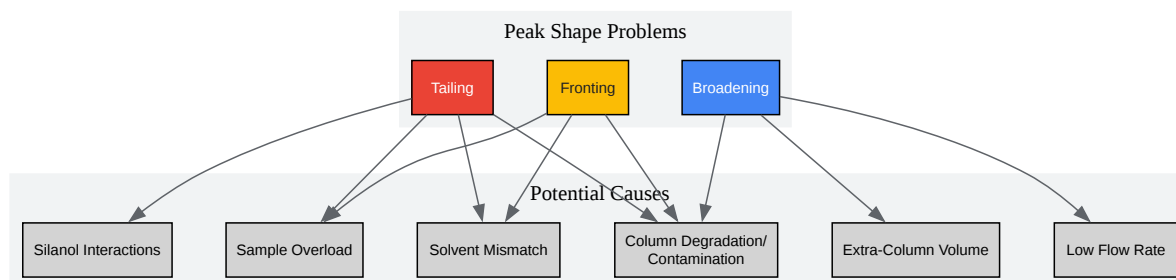 Peak Shape Problems
Tailing
Fronting
Broadening
Potential Causes
Silanol Interactions
Sample Overload
Solvent Mismatch
Column Degradation/
Contamination
Extra-Column Volume
Low Flow Rate